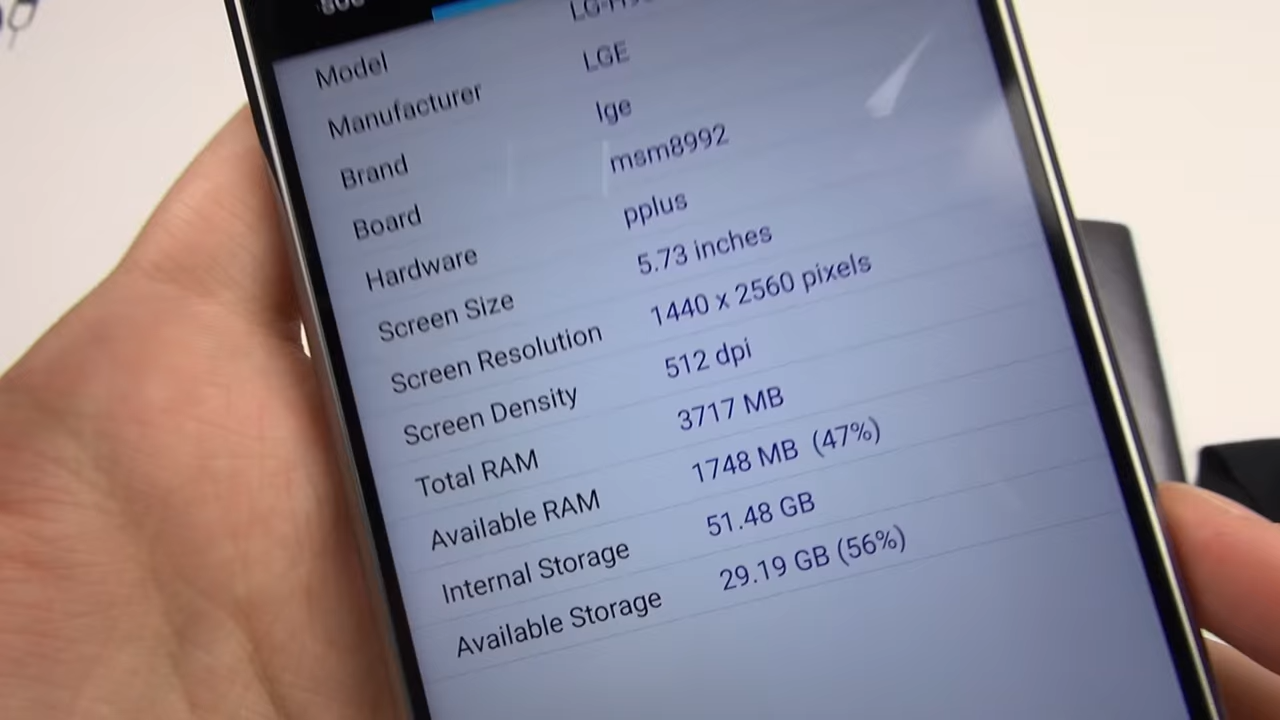 Model
Manufacturer LGE
Brand lge
Board msm8992
Hardware pplus
Screen Size 5.73 inches
Screen Resolution 1440 x 2560 pixels
Screen Density 512 dpi
Total RAM 3717 MB
Available RAM 1748 MB (47%)
Internal Storage 51.48 GB
Available Storage 29.19 GB (56%)